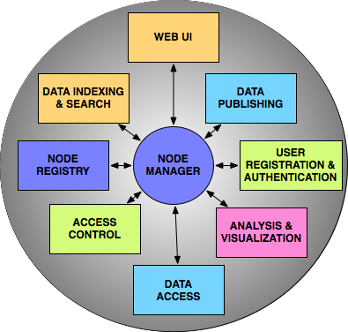 WEB UI
DATA INDEXING
& SEARCH
DATA
PUBLISHING
NODE
REGISTRY
NODE
MANAGER
USER
REGISTRATION &
AUTHENTICATION
ACCESS
CONTROL
ANALYSIS &
VISUALIZATION
DATA
ACCESS